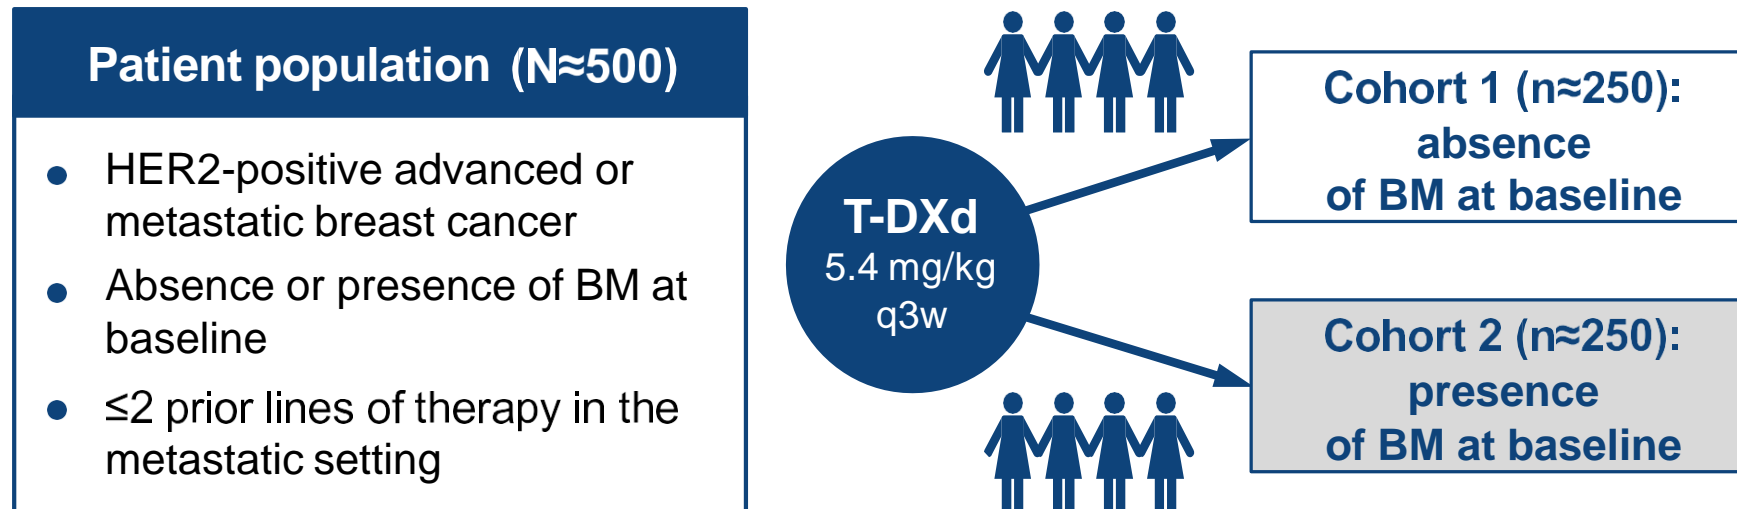 Patient population (N≈500)
• HER2-positive advanced or
metastatic breast cancer
• Absence or presence of BM at
baseline
• ≤2 prior lines of therapy in the
metastatic setting
T-DXd
5.4 mg/kg
q3w
Cohort 1 (n≈250):
absence
of BM at baseline
Cohort 2 (n≈250):
presence
of BM at baseline